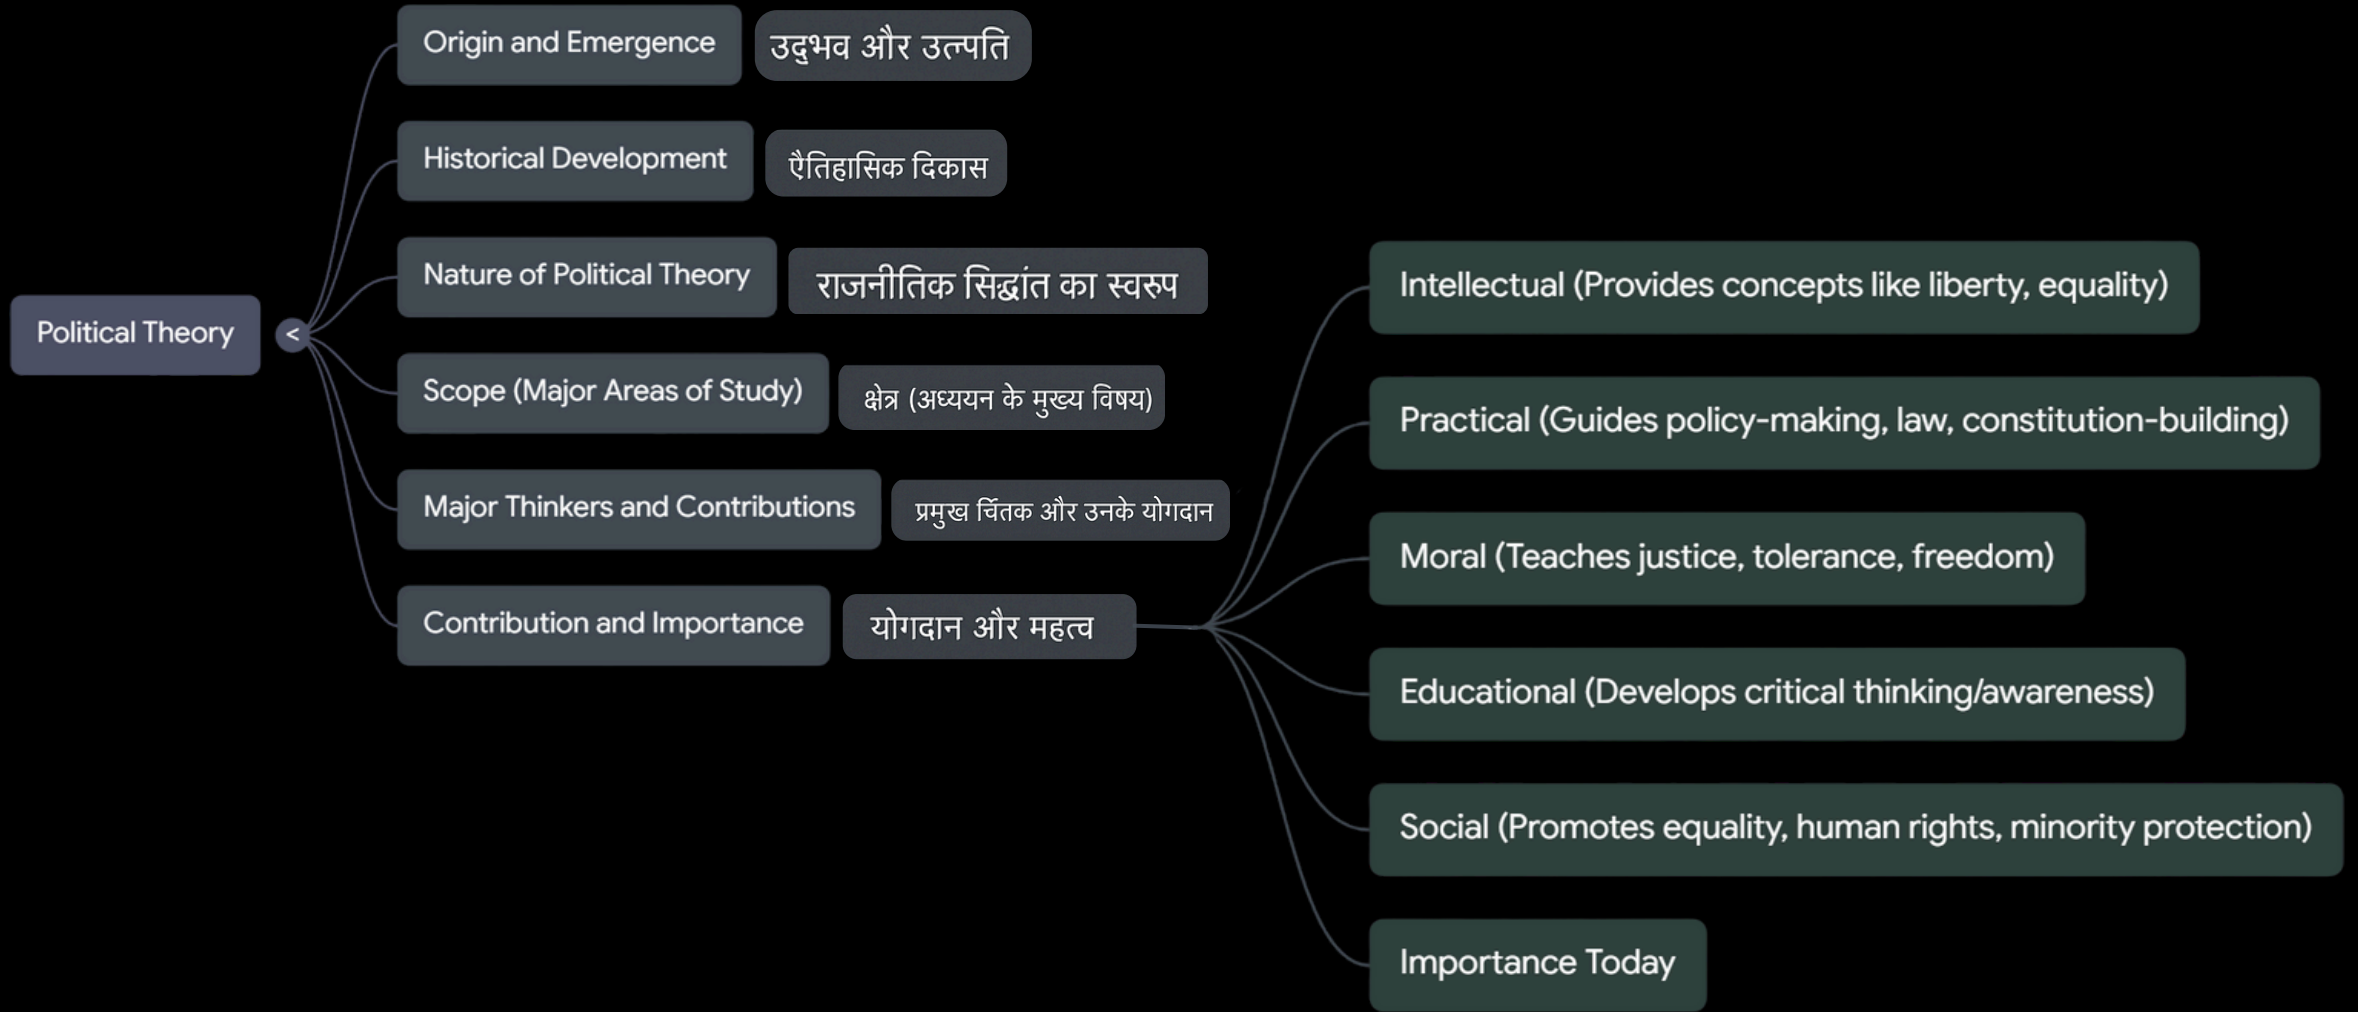 Political Theory
<
Origin and Emergence
उद्भव और उत्पति
Historical Development
ऐतिहासिक दिकास
Nature of Political Theory
राजनीतिक सिद्धांत का स्वरुप
Scope (Major Areas of Study)
क्षेत्र (अध्ययन के मुख्य विषय)
Major Thinkers and Contributions
प्रमुख चिंतक और उनके योगदान
Contribution and Importance
योगदान और महत्व
Intellectual (Provides concepts like liberty, equality)
Practical (Guides policy-making, law, constitution-building)
Moral (Teaches justice, tolerance, freedom)
Educational (Develops critical thinking/awareness)
Social (Promotes equality, human rights, minority protection)
Importance Today